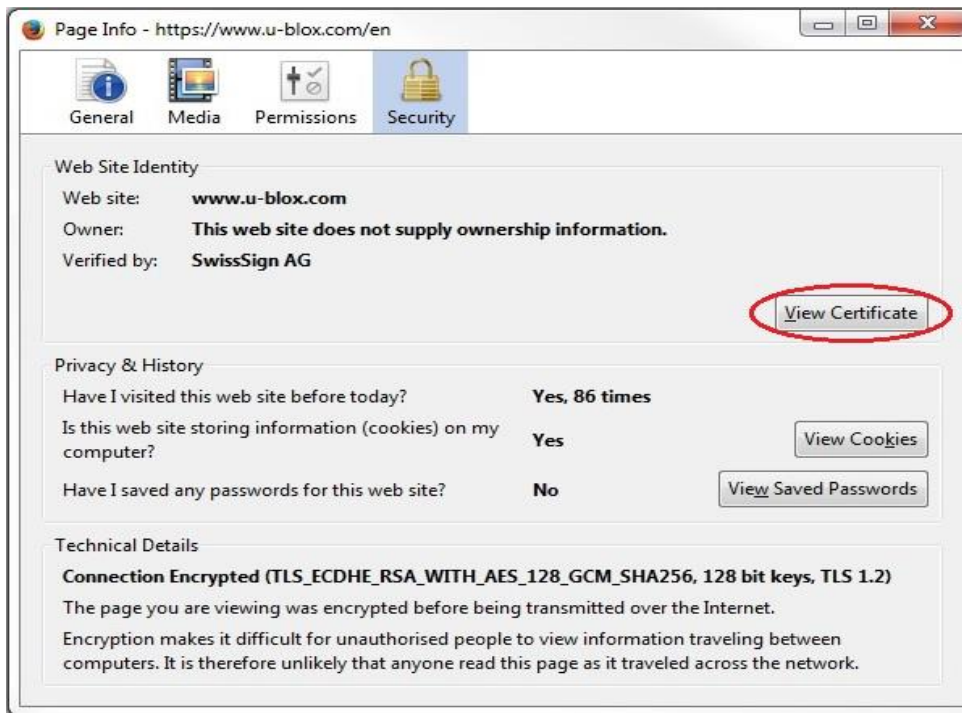 Page Info - https://www.u-blox.com/en
General Media Permissions Security
Web Site Identity
Web site: www.u-blox.com
Owner: This web site does not supply ownership information.
Verified by: SwissSign AG
View Certificate
Privacy & History
Have I visited this web site before today? Yes, 86 times
Is this web site storing information (cookies) on my
computer? Yes View Cookies
Have I saved any passwords for this web site? No View Saved Passwords
Technical Details
Connection Encrypted (TLS_ECDHE_RSA_WITH_AES_128_GCM_SHA256, 128 bit keys, TLS 1.2)
The page you are viewing was encrypted before being transmitted over the Internet.
Encryption makes it difficult for unauthorised people to view information traveling between
computers. It is therefore unlikely that anyone read this page as it traveled across the network.